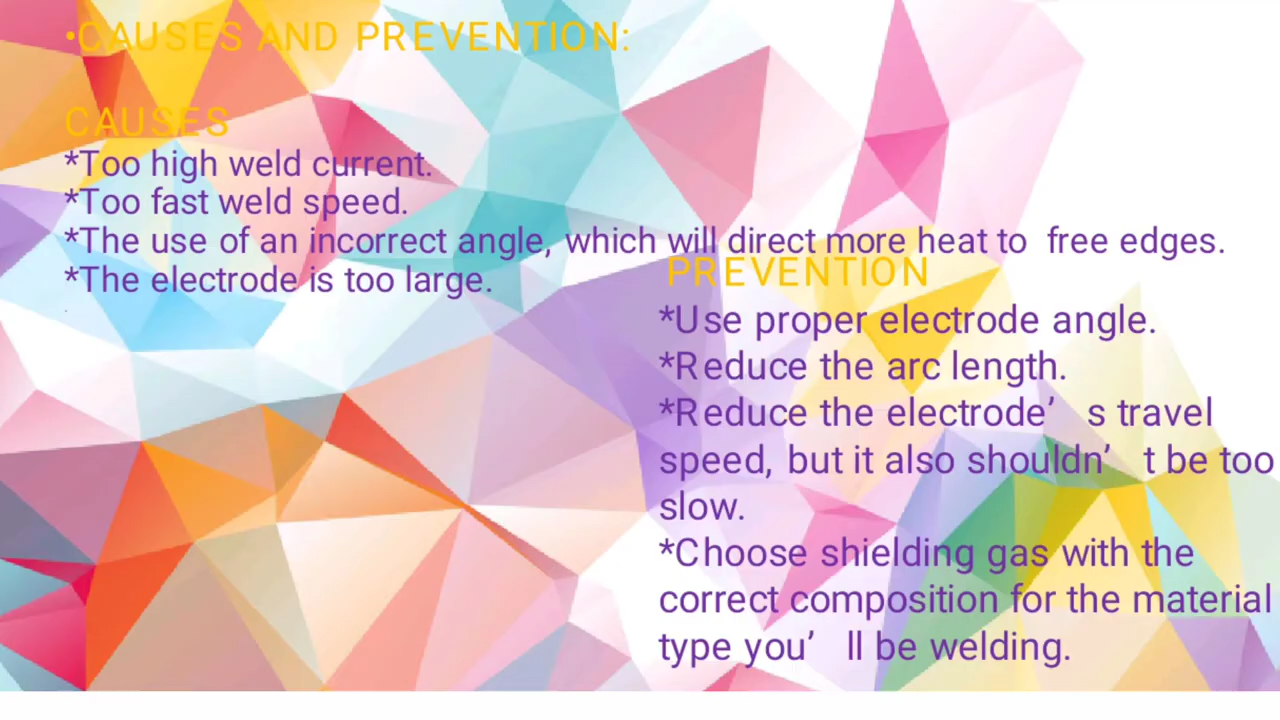 •CAUSES AND PREVENTION:
CAUSES
*Too high weld current.
*Too fast weld speed.
*The use of an incorrect angle, which will direct more heat to free edges.
*The electrode is too large.
PREVENTION
*Use proper electrode angle.
*Reduce the arc length.
*Reduce the electrode’ s travel
speed, but it also shouldn’ t be too
slow.
*Choose shielding gas with the
correct composition for the material
type you’ ll be welding.